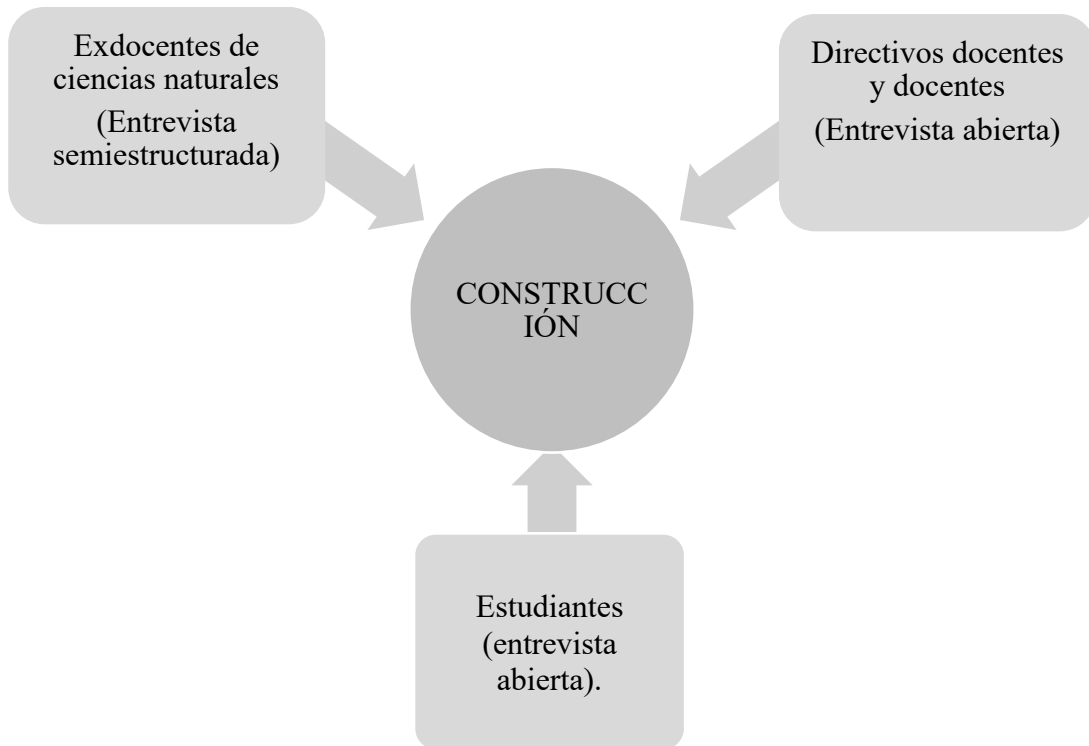 Exdocentes de
ciencias naturales
(Entrevista
semiestructurada)
Directivos docentes
y docentes
(Entrevista abierta)
CONSTRUCC
IÓN
Estudiantes
(entrevista
abierta).